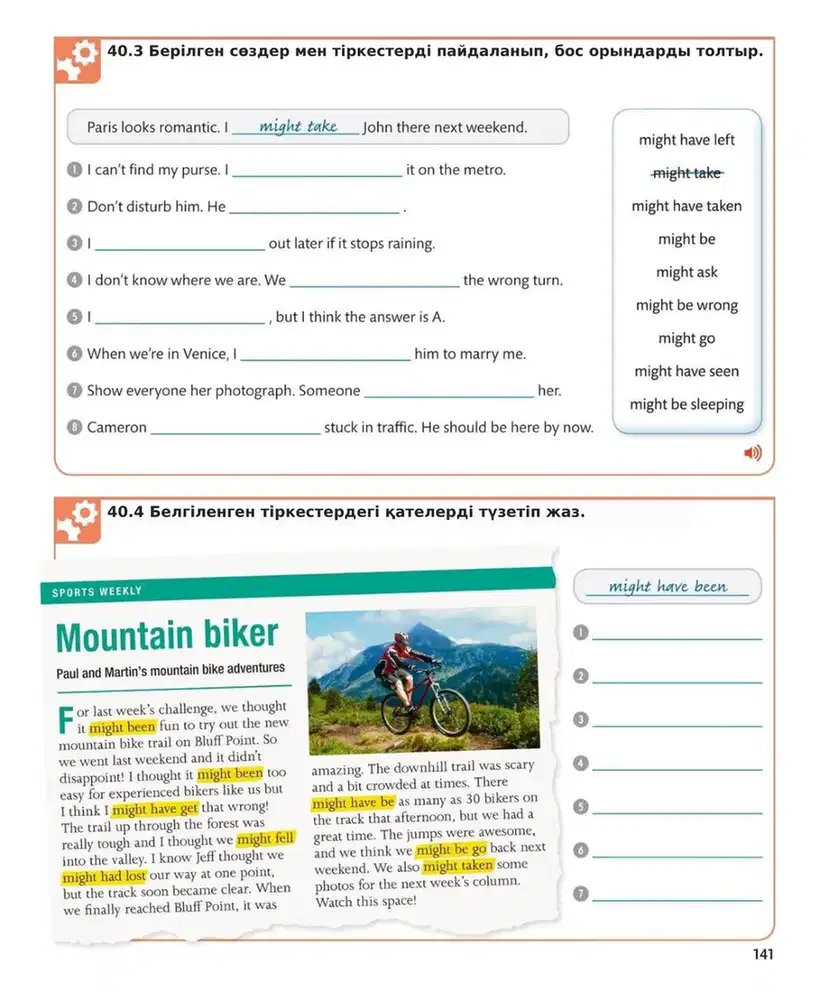 40.3 Берілген сөздер мен тіркестерді пайдаланып, бос орындарды толтыр.
Paris looks romantic. I might take John there next weekend.
1 I can't find my purse. I ____ it on the metro.
2 Don't disturb him. He ____ .
3 I ____ out later if it stops raining.
4 I don't know where we are. We ____ the wrong turn.
5 I ____ , but I think the answer is A.
6 When we're in Venice, I ____ him to marry me.
7 Show everyone her photograph. Someone ____ her.
8 Cameron ____ stuck in traffic. He should be here by now.
might have left
might take
might have taken
might be
might ask
might be wrong
might go
might have seen
might be sleeping
40.4 Белгіленген тіркестердегі қателерді түзетіп жаз.
SPORTS WEEKLY
Mountain biker
Paul and Martin's mountain bike adventures
For last week's challenge, we thought
it might been fun to try out the new
mountain bike trail on Bluff Point. So
we went last weekend and it didn't
disappoint! I thought it might been too
easy for experienced bikers like us but
I think I might have get that wrong!
The trail up through the forest was
really tough and I thought we might fell
into the valley. I know Jeff thought we
might had lost our way at one point,
but the track soon became clear. When
we finally reached Bluff Point, it was
amazing. The downhill trail was scary
and a bit crowded at times. There
might have be as many as 30 bikers on
the track that afternoon, but we had a
great time. The jumps were awesome,
and we think we might be go back next
weekend. We also might taken some
photos for the next week's column.
Watch this space!
might have been
1
2
3
4
5
6
7
141